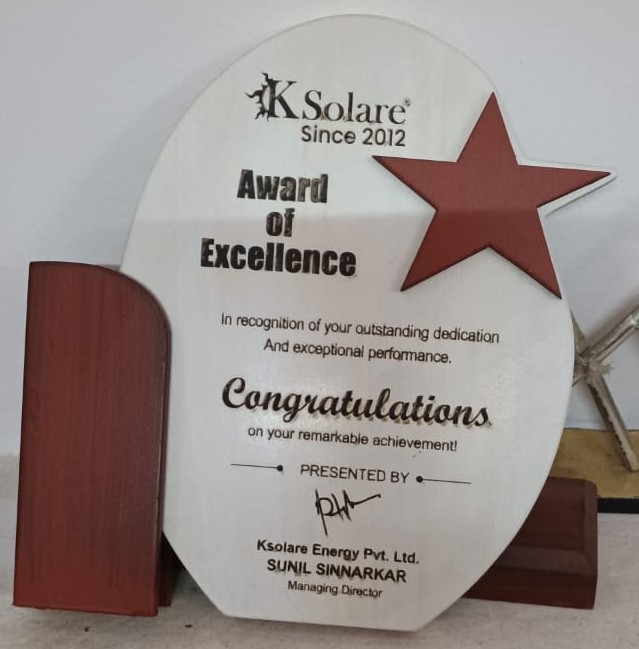 K Solare®
Since 2012
Award
of
Excellence
In recognition of your outstanding dedication
And exceptional performance.
Congratulations
on your remarkable achievement!
PRESENTED BY
Ksolare Energy Pvt. Ltd.
SUNIL SINNARKAR
Managing Director